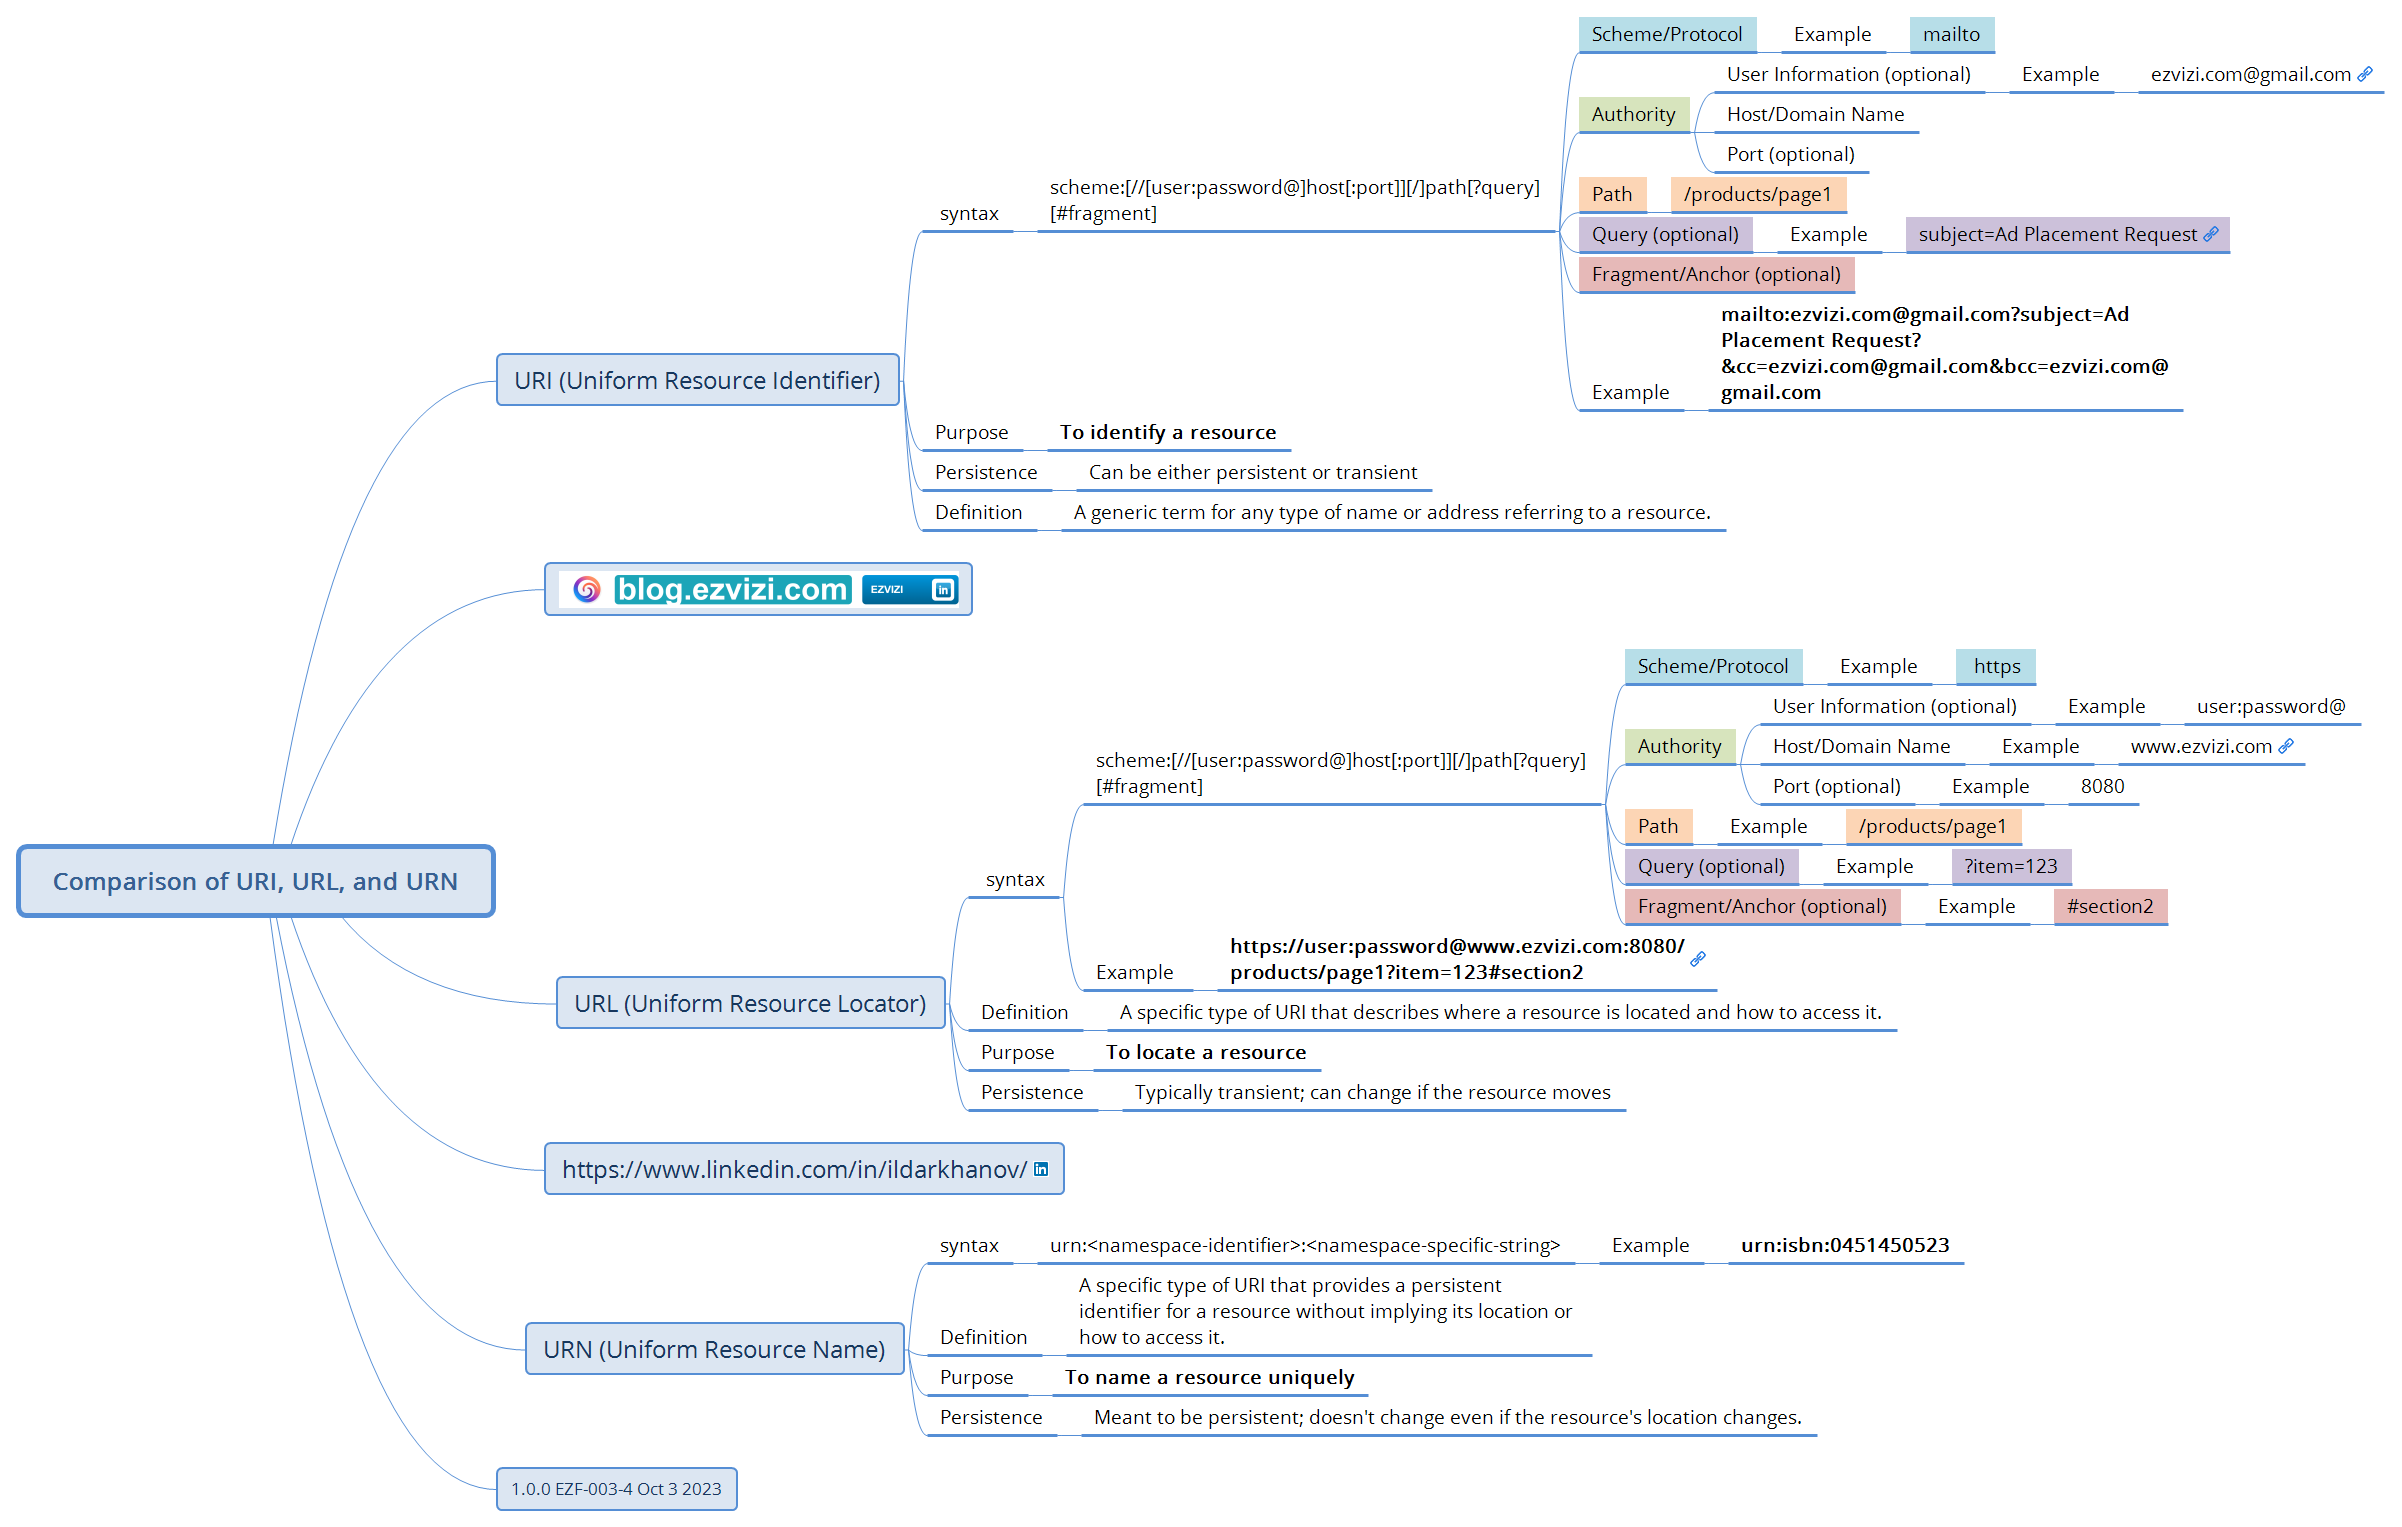 Comparison of URI, URL, and URN
URI (Uniform Resource Identifier)
syntax
scheme:[//[user:password@]host[:port]][/]path[?query]
[#fragment]
Scheme/Protocol
Example
mailto
Authority
User Information (optional)
Example
ezvizi.com@gmail.com
Host/Domain Name
Port (optional)
Path
/products/page1
Query (optional)
Example
subject=Ad Placement Request
Fragment/Anchor (optional)
Example
mailto:ezvizi.com@gmail.com?subject=Ad
Placement Request?
&cc=ezvizi.com@gmail.com&bcc=ezvizi.com@
gmail.com
Purpose
To identify a resource
Persistence
Can be either persistent or transient
Definition
A generic term for any type of name or address referring to a resource.
blog.ezvizi.com
EZVIZI
in
URL (Uniform Resource Locator)
syntax
scheme:[//[user:password@]host[:port]][/]path[?query]
[#fragment]
Scheme/Protocol
Example
https
Authority
User Information (optional)
Example
user:password@
Host/Domain Name
Example
www.ezvizi.com
Port (optional)
Example
8080
Path
Example
/products/page1
Query (optional)
Example
?item=123
Fragment/Anchor (optional)
Example
#section2
Example
https://user:password@www.ezvizi.com:8080/
products/page1?item=123#section2
Definition
A specific type of URI that describes where a resource is located and how to access it.
Purpose
To locate a resource
Persistence
Typically transient; can change if the resource moves
https://www.linkedin.com/in/ildarkhanov/
in
URN (Uniform Resource Name)
syntax
urn:<namespace-identifier>:<namespace-specific-string>
Example
urn:isbn:0451450523
Definition
A specific type of URI that provides a persistent
identifier for a resource without implying its location or
how to access it.
Purpose
To name a resource uniquely
Persistence
Meant to be persistent; doesn't change even if the resource's location changes.
1.0.0 EZF-003-4 Oct 3 2023